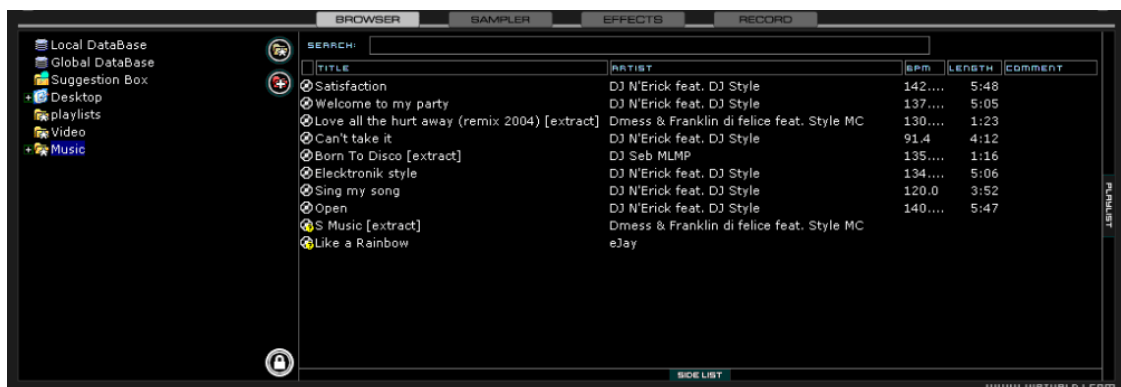 BROWSER SAMPLER EFFECTS RECORD
Local DataBase
Global DataBase
Suggestion Box
Desktop
playlists
Video
Music
SEARCH:
TITLE ARTIST BPM LENGTH COMMENT
Satisfaction DJ N'Erick feat. DJ Style 142.... 5:48
Welcome to my party DJ N'Erick feat. DJ Style 137.... 5:05
Love all the hurt away (remix 2004) [extract] Dmess & Franklin di felice feat. Style MC 130.... 1:23
Can't take it DJ N'Erick feat. DJ Style 91.4 4:12
Born To Disco [extract] DJ Seb MLMP 135.... 1:16
Elecktronik style DJ N'Erick feat. DJ Style 134.... 5:06
Sing my song DJ N'Erick feat. DJ Style 120.0 3:52
Open DJ N'Erick feat. DJ Style 140.... 5:47
S Music [extract] Dmess & Franklin di felice feat. Style MC
Like a Rainbow eJay
PLAYLIST
SIDE LIST